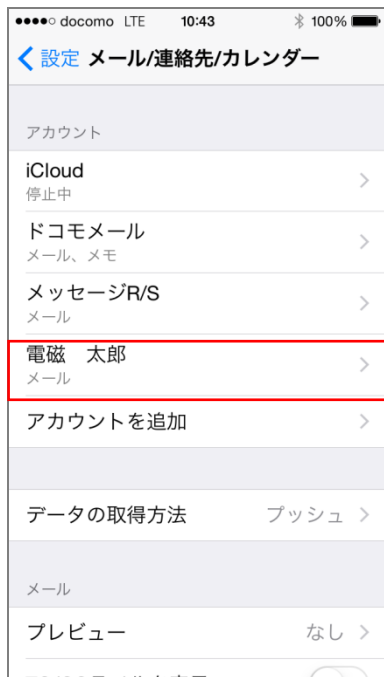 docomo LTE 10:43 100%
設定 メール/連絡先/カレンダー
アカウント
iCloud
停止中
ドコモメール
メール、メモ
メッセージR/S
メール
電磁　太郎
メール
アカウントを追加
データの取得方法 プッシュ
メール
プレビュー なし